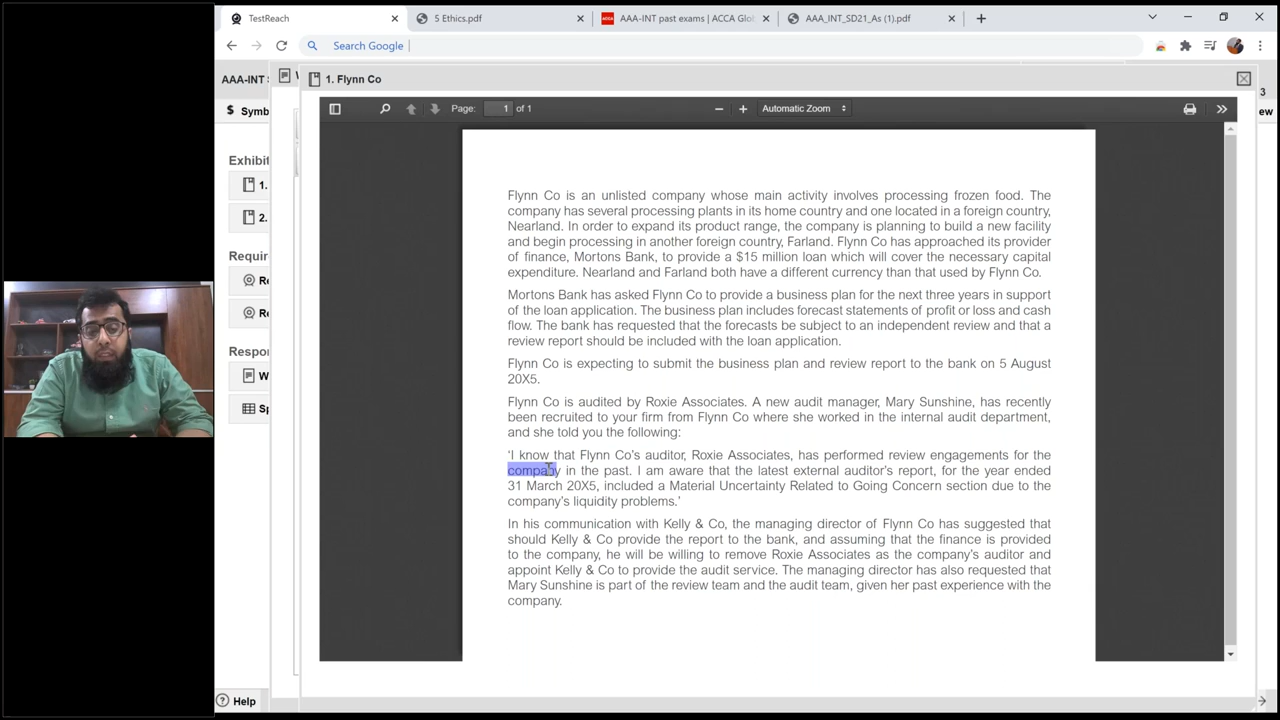 TestReach
5 Ethics.pdf
AAA-INT past exams | ACCA Glo
AAA_INT_SD21_As (1).pdf
Search Google
AAA-INT
1. Flynn Co
3
$ Symb
Page: 1 of 1
Automatic Zoom
ew
Exhibi
1.
2.
Requir
Re
Re
Respo
W
Sp
Help
Flynn Co is an unlisted company whose main activity involves processing frozen food. The
company has several processing plants in its home country and one located in a foreign country,
Nearland. In order to expand its product range, the company is planning to build a new facility
and begin processing in another foreign country, Farland. Flynn Co has approached its provider
of finance, Mortons Bank, to provide a $15 million loan which will cover the necessary capital
expenditure. Nearland and Farland both have a different currency than that used by Flynn Co.
Mortons Bank has asked Flynn Co to provide a business plan for the next three years in support
of the loan application. The business plan includes forecast statements of profit or loss and cash
flow. The bank has requested that the forecasts be subject to an independent review and that a
review report should be included with the loan application.
Flynn Co is expecting to submit the business plan and review report to the bank on 5 August
20X5.
Flynn Co is audited by Roxie Associates. A new audit manager, Mary Sunshine, has recently
been recruited to your firm from Flynn Co where she worked in the internal audit department,
and she told you the following:
‘I know that Flynn Co’s auditor, Roxie Associates, has performed review engagements for the
company in the past. I am aware that the latest external auditor’s report, for the year ended
31 March 20X5, included a Material Uncertainty Related to Going Concern section due to the
company’s liquidity problems.’
In his communication with Kelly & Co, the managing director of Flynn Co has suggested that
should Kelly & Co provide the report to the bank, and assuming that the finance is provided
to the company, he will be willing to remove Roxie Associates as the company’s auditor and
appoint Kelly & Co to provide the audit service. The managing director has also requested that
Mary Sunshine is part of the review team and the audit team, given her past experience with the
company.